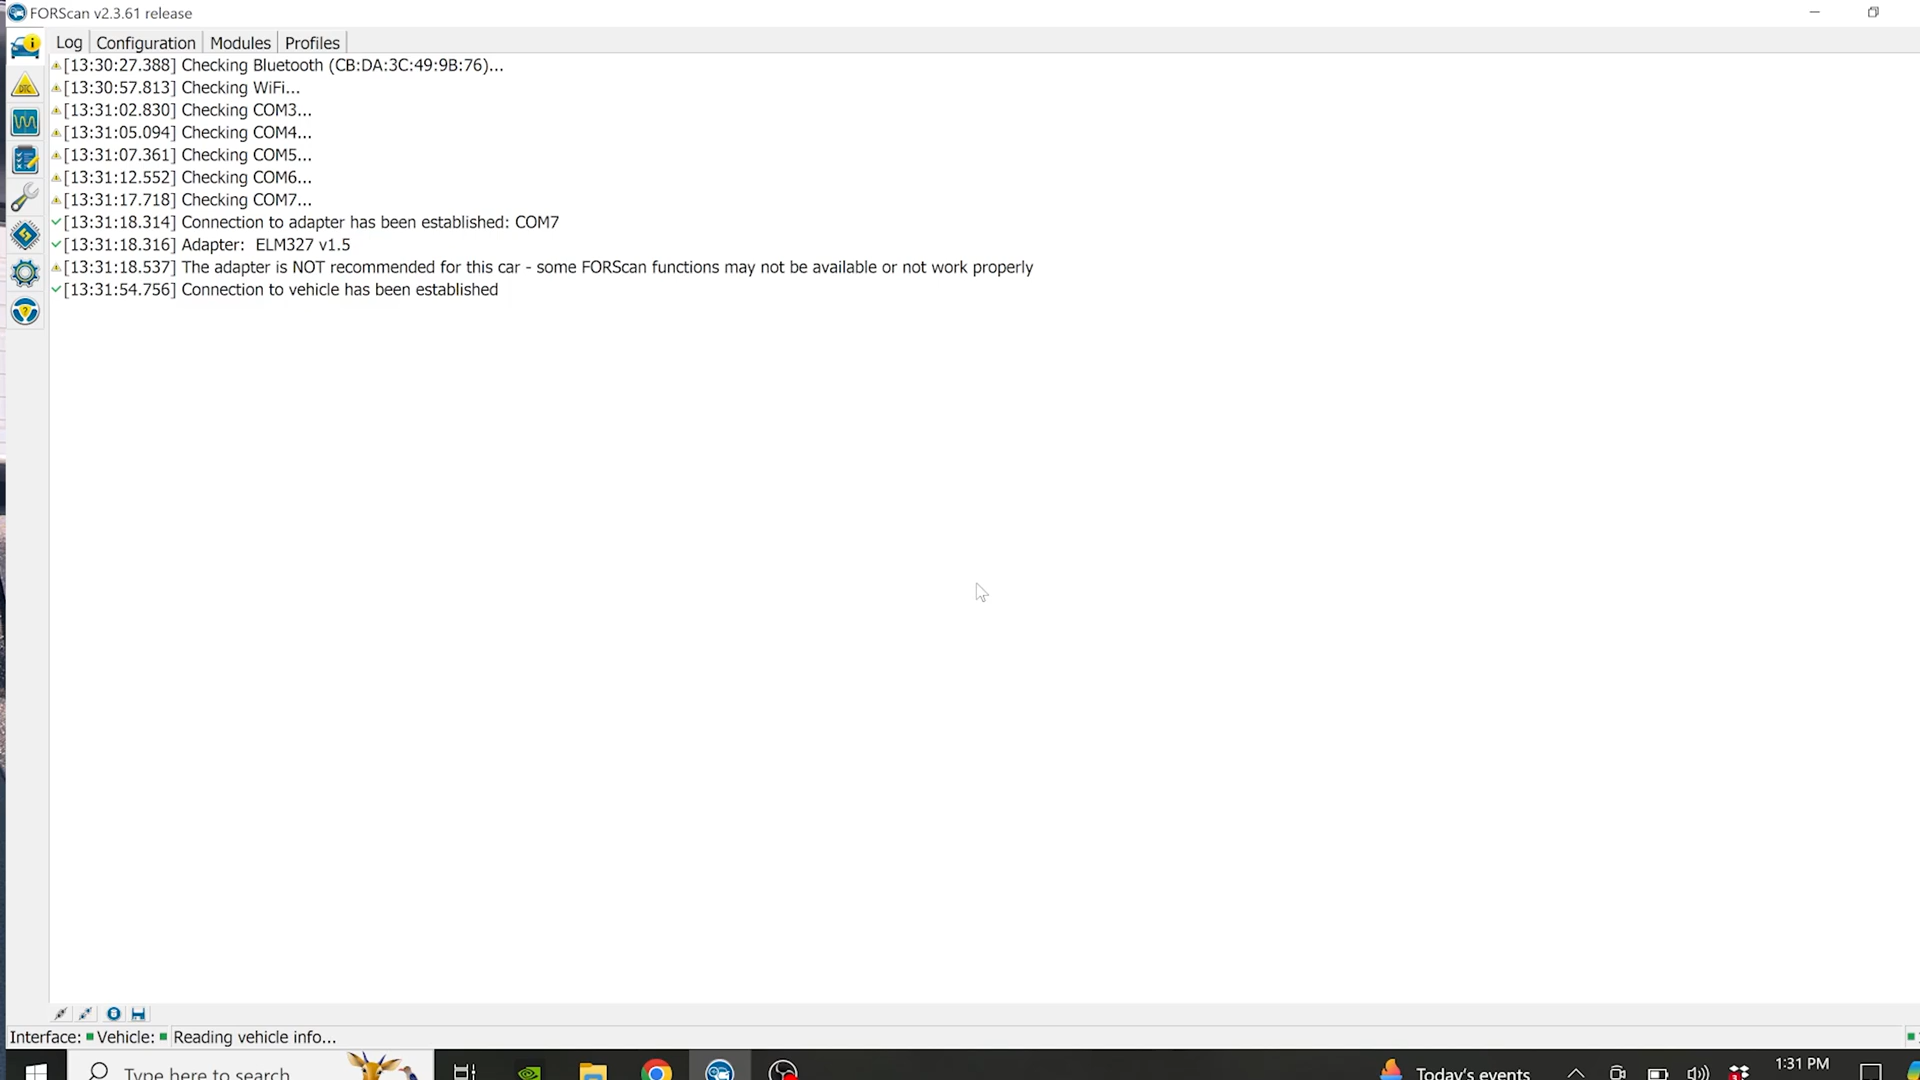 FORScan v2.3.61 release
Log Configuration Modules Profiles
[13:30:27.388] Checking Bluetooth (CB:DA:3C:49:9B:76)...
[13:30:57.813] Checking WiFi...
[13:31:02.830] Checking COM3...
[13:31:05.094] Checking COM4...
[13:31:07.361] Checking COM5...
[13:31:12.552] Checking COM6...
[13:31:17.718] Checking COM7...
[13:31:18.314] Connection to adapter has been established: COM7
[13:31:18.316] Adapter: ELM327 v1.5
[13:31:18.537] The adapter is NOT recommended for this car - some FORScan functions may not be available or not work properly
[13:31:54.756] Connection to vehicle has been established
DTC
Interface: Vehicle: Reading vehicle info...
Type here to search
Today's events
1:31 PM